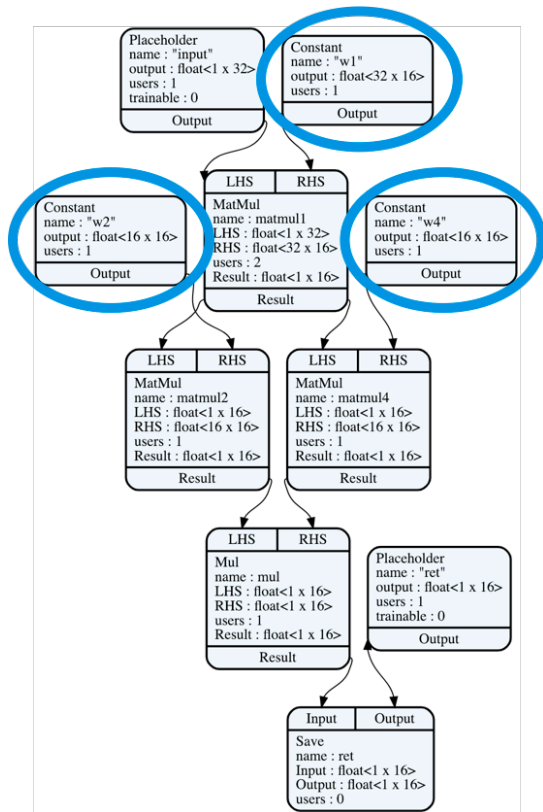 Placeholder
name : "input"
output : float<1 x 32>
users : 1
trainable : 0
Output
Constant
name : "w1"
output : float<32 x 16>
users : 1
Output
Constant
name : "w2"
output : float<16 x 16>
users : 1
Output
LHS RHS
MatMul
name : matmul1
LHS : float<1 x 32>
RHS : float<32 x 16>
users : 2
Result : float<1 x 16>
Result
Constant
name : "w4"
output : float<16 x 16>
users : 1
Output
LHS RHS
MatMul
name : matmul2
LHS : float<1 x 16>
RHS : float<16 x 16>
users : 1
Result : float<1 x 16>
Result
LHS RHS
MatMul
name : matmul4
LHS : float<1 x 16>
RHS : float<16 x 16>
users : 1
Result : float<1 x 16>
Result
LHS RHS
Mul
name : mul
LHS : float<1 x 16>
RHS : float<1 x 16>
users : 1
Result : float<1 x 16>
Result
Placeholder
name : "ret"
output : float<1 x 16>
users : 1
trainable : 0
Output
Input Output
Save
name : ret
Input : float<1 x 16>
Output : float<1 x 16>
users : 0